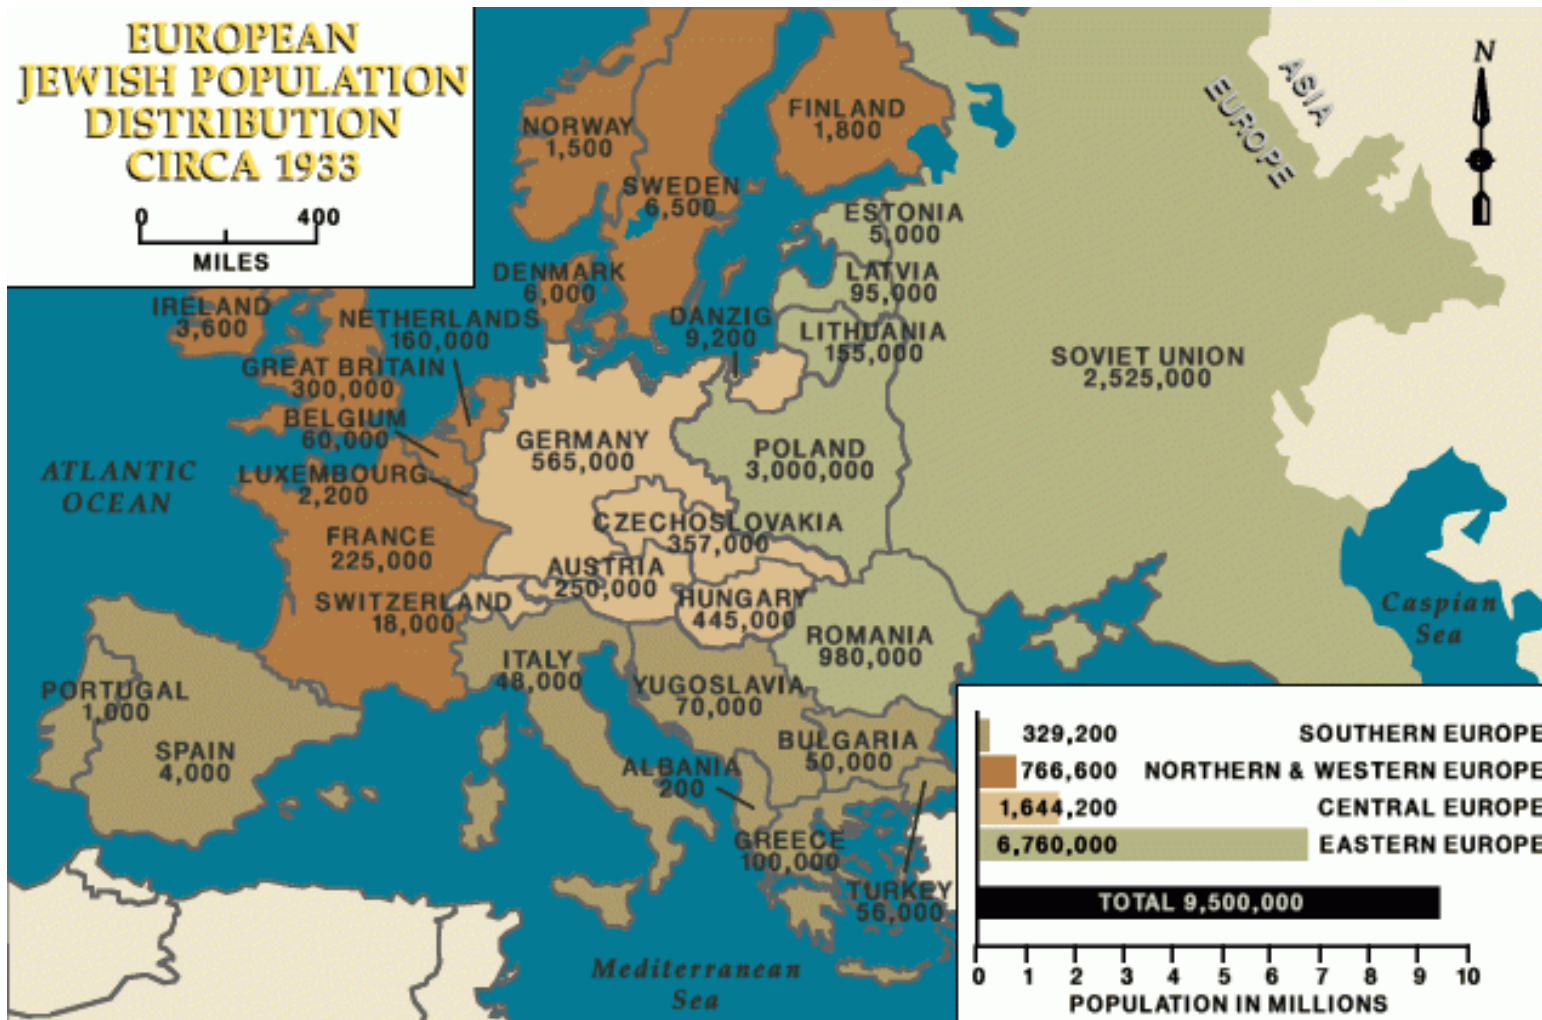 EUROPEAN
JEWISH POPULATION
DISTRIBUTION
CIRCA 1933
0 400
MILES
N
ASIA
EUROPE
NORWAY
1,500
FINLAND
1,800
SWEDEN
6,500
ESTONIA
5,000
DENMARK
6,000
LATVIA
95,000
IRELAND
3,600
NETHERLANDS
160,000
DANZIG
9,200
LITHUANIA
155,000
SOVIET UNION
2,525,000
GREAT BRITAIN
300,000
BELGIUM
60,000
GERMANY
565,000
POLAND
3,000,000
ATLANTIC
OCEAN
LUXEMBOURG
2,200
CZECHOSLOVAKIA
357,000
FRANCE
225,000
AUSTRIA
250,000
SWITZERLAND
18,000
HUNGARY
445,000
Caspian
Sea
ROMANIA
980,000
ITALY
48,000
YUGOSLAVIA
70,000
PORTUGAL
1,000
SPAIN
4,000
BULGARIA
50,000
ALBANIA
200
GREECE
100,000
TURKEY
56,000
Mediterranean
Sea
329,200 SOUTHERN EUROPE
766,600 NORTHERN & WESTERN EUROPE
1,644,200 CENTRAL EUROPE
6,760,000 EASTERN EUROPE
TOTAL 9,500,000
0 1 2 3 4 5 6 7 8 9 10
POPULATION IN MILLIONS